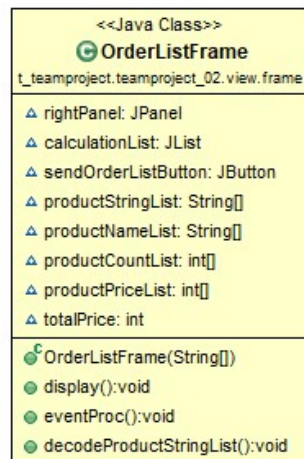 <<Java Class>>
C OrderListFrame
t_teamproject.teamproject_02.view.frame
rightPanel: JPanel
calculationList: JList
sendOrderListButton: JButton
productStringList: String[]
productNameList: String[]
productCountList: int[]
productPriceList: int[]
totalPrice: int
C OrderListFrame(String[])
display():void
eventProc():void
decodeProductStringList():void